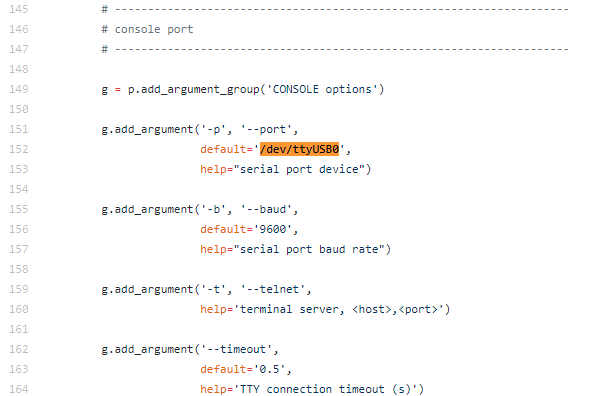 145 # --------------------------------------------------------------------
146 # console port
147 # --------------------------------------------------------------------
148
149 g = p.add_argument_group('CONSOLE options')
150
151 g.add_argument('-p', '--port',
152 default='/dev/ttyUSB0',
153 help="serial port device")
154
155 g.add_argument('-b', '--baud',
156 default='9600',
157 help="serial port baud rate")
158
159 g.add_argument('-t', '--telnet',
160 help='terminal server, <host>,<port>')
161
162 g.add_argument('--timeout',
163 default='0.5',
164 help='TTY connection timeout (s)')